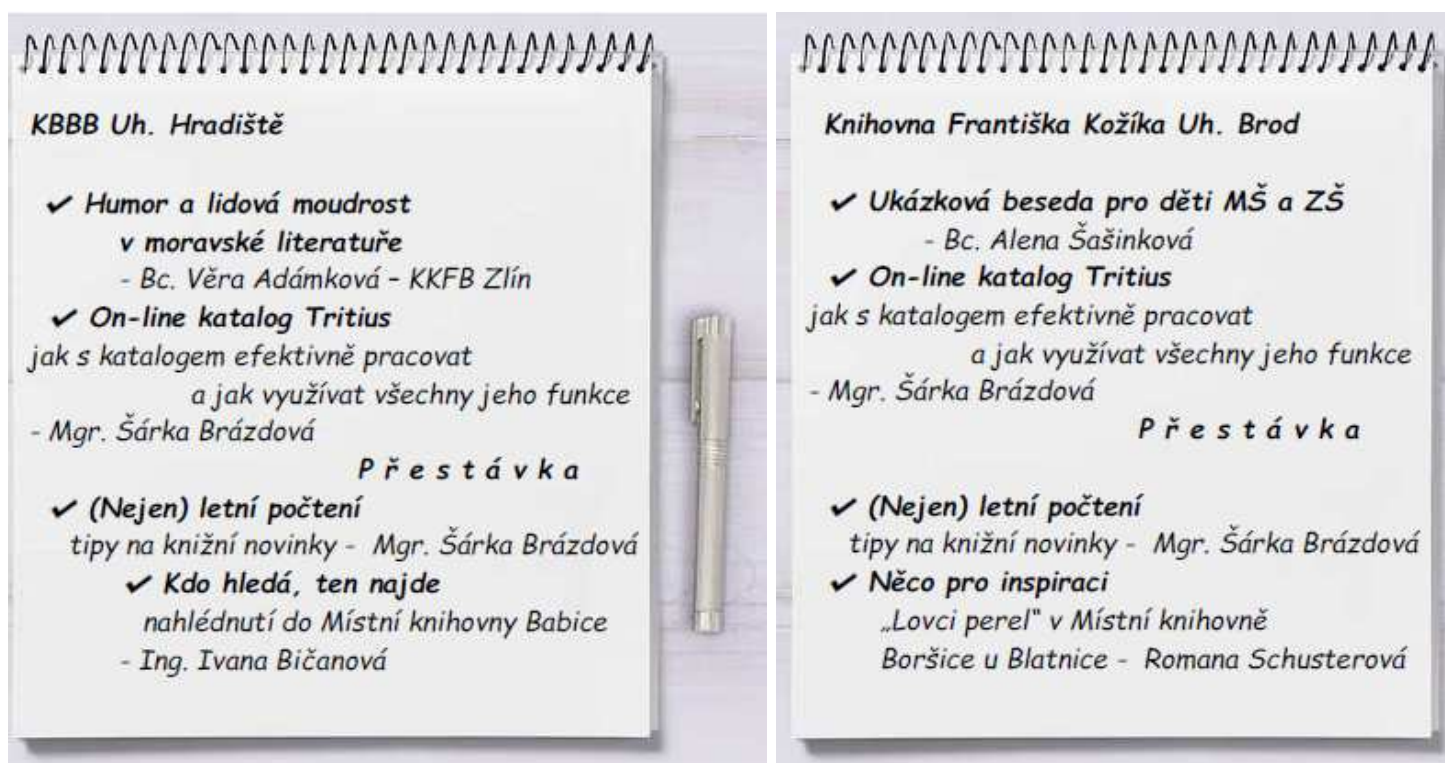 KBBB Uh. Hradiště
✔ Humor a lidová moudrost
v moravské literatuře
- Bc. Věra Adámková – KKFB Zlín
✔ On-line katalog Tritius
jak s katalogem efektivně pracovat
a jak využívat všechny jeho funkce
- Mgr. Šárka Brázdová
P ř e s t á v k a
✔ (Nejen) letní počtení
tipy na knižní novinky - Mgr. Šárka Brázdová
✔ Kdo hledá, ten najde
nahlédnutí do Místní knihovny Babice
- Ing. Ivana Bičanová
Knihovna Františka Kožíka Uh. Brod
✔ Ukázková beseda pro děti MŠ a ZŠ
- Bc. Alena Šašinková
✔ On-line katalog Tritius
jak s katalogem efektivně pracovat
a jak využívat všechny jeho funkce
- Mgr. Šárka Brázdová
P ř e s t á v k a
✔ (Nejen) letní počtení
tipy na knižní novinky - Mgr. Šárka Brázdová
✔ Něco pro inspiraci
„Lovci perel" v Místní knihovně
Boršice u Blatnice - Romana Schusterová